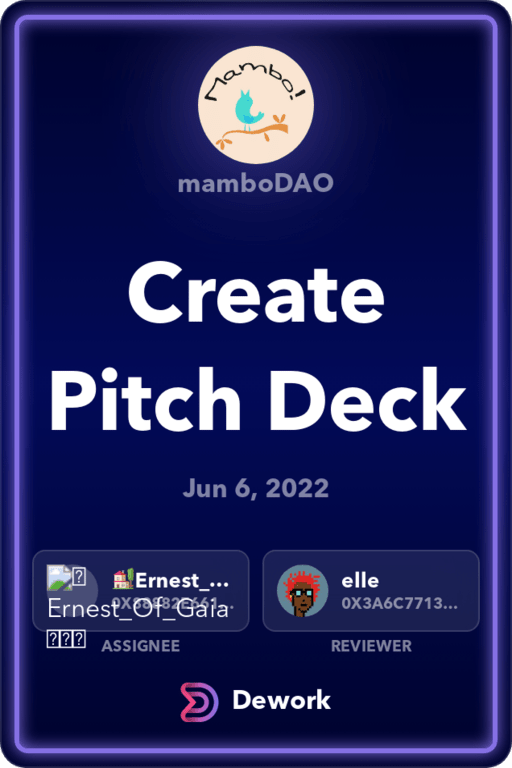 Mambo!
mamboDAO
Create
Pitch Deck
Jun 6, 2022
Ernest_...
Ernest_Of_Gaia
ASSIGNEE
elle
0X3A6C7713...
REVIEWER
Dework